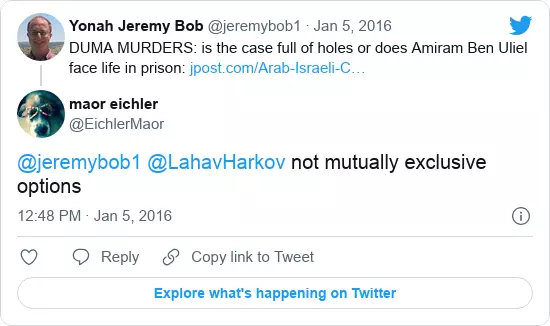 Yonah Jeremy Bob @jeremybob1 · Jan 5, 2016
DUMA MURDERS: is the case full of holes or does Amiram Ben Uliel
face life in prison: jpost.com/Arab-Israeli-C…
maor eichler
@EichlerMaor
@jeremybob1 @LahavHarkov not mutually exclusive
options
12:48 PM · Jan 5, 2016
Reply
Copy link to Tweet
Explore what's happening on Twitter